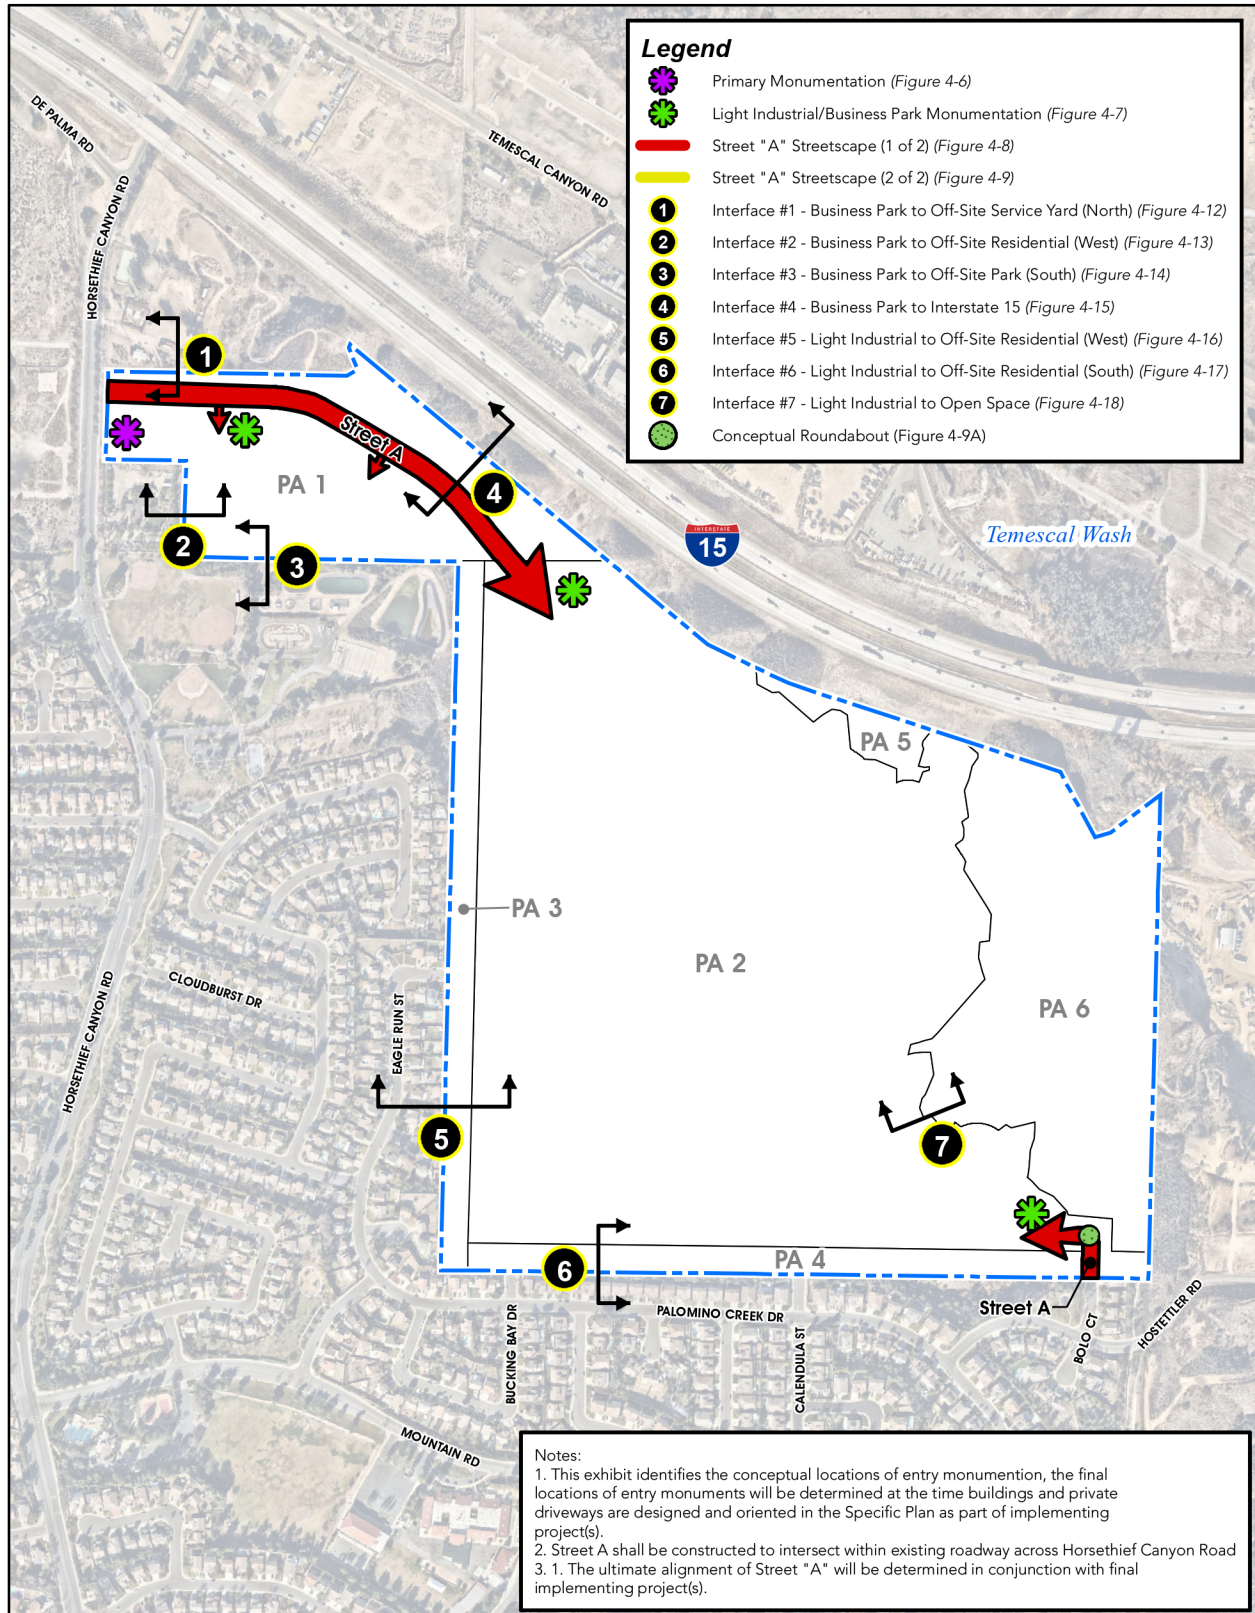 Legend
Primary Monumentation (Figure 4-6)
Light Industrial/Business Park Monumentation (Figure 4-7)
Street "A" Streetscape (1 of 2) (Figure 4-8)
Street "A" Streetscape (2 of 2) (Figure 4-9)
1 Interface #1 - Business Park to Off-Site Service Yard (North) (Figure 4-12)
2 Interface #2 - Business Park to Off-Site Residential (West) (Figure 4-13)
3 Interface #3 - Business Park to Off-Site Park (South) (Figure 4-14)
4 Interface #4 - Business Park to Interstate 15 (Figure 4-15)
5 Interface #5 - Light Industrial to Off-Site Residential (West) (Figure 4-16)
6 Interface #6 - Light Industrial to Off-Site Residential (South) (Figure 4-17)
7 Interface #7 - Light Industrial to Open Space (Figure 4-18)
Conceptual Roundabout (Figure 4-9A)
DE PALMA RD
TEMESCAL CANYON RD
HORSETHIEF CANYON RD
1
Street A
PA 1
4
2
3
INTERSTATE
15
Temescal Wash
PA 5
PA 3
PA 2
PA 6
CLOUDBURST DR
EAGLE RUN ST
HORSETHIEF CANYON RD
5
7
6
PA 4
Street A
PALOMINO CREEK DR
BUCKING BAY DR
CALENDULA ST
BOLO CT
HOSTETTLER RD
MOUNTAIN RD
Notes:
1. This exhibit identifies the conceptual locations of entry monumention, the final
locations of entry monuments will be determined at the time buildings and private
driveways are designed and oriented in the Specific Plan as part of implementing
project(s).
2. Street A shall be constructed to intersect within existing roadway across Horsethief Canyon Road
3. 1. The ultimate alignment of Street "A" will be determined in conjunction with final
implementing project(s).